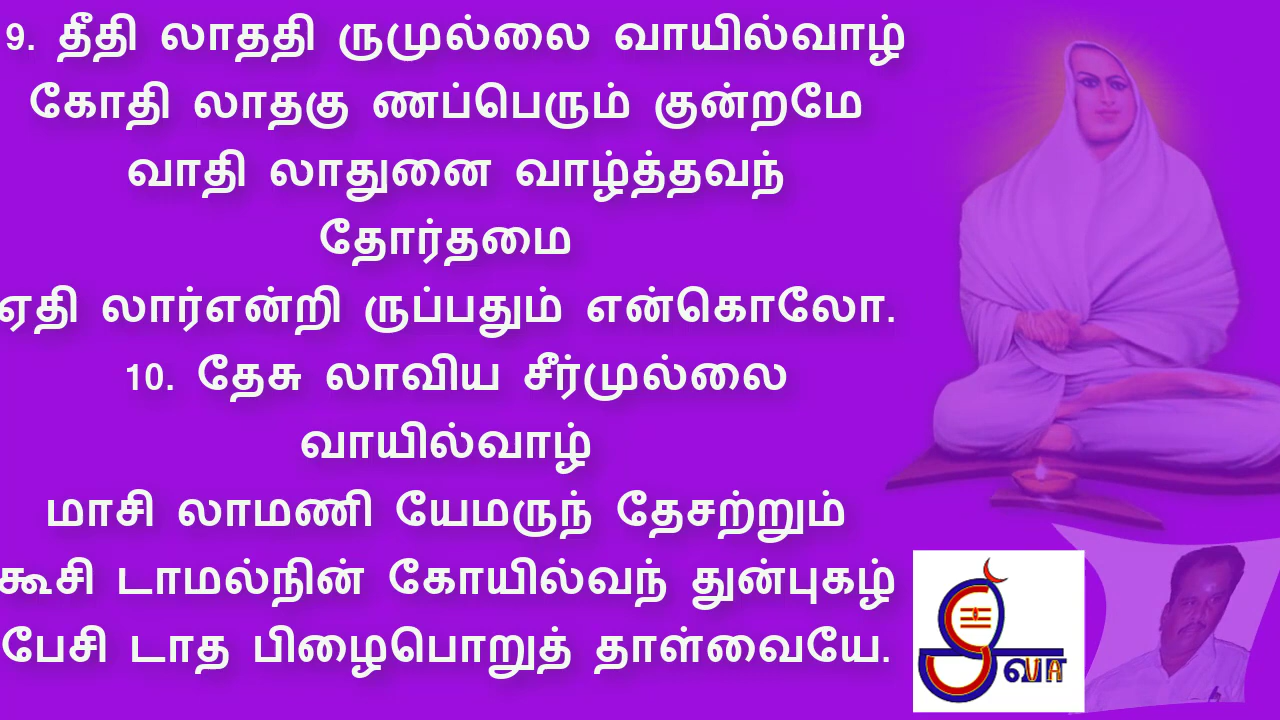 9. தீதி லாததி ருமுல்லை வாயில்வாழ்
கோதி லாதகு ணப்பெரும் குன்றமே
வாதி லாதுனை வாழ்த்தவந்
தோர்தமை
ஏதி லார்என்றி ருப்பதும் என்கொலோ.
10. தேசு லாவிய சீர்முல்லை
வாயில்வாழ்
மாசி லாமணி யேமருந் தேசற்றும்
கூசி டாமல்நின் கோயில்வந் துன்புகழ்
பேசி டாத பிழைபொறுத் தாள்வையே.